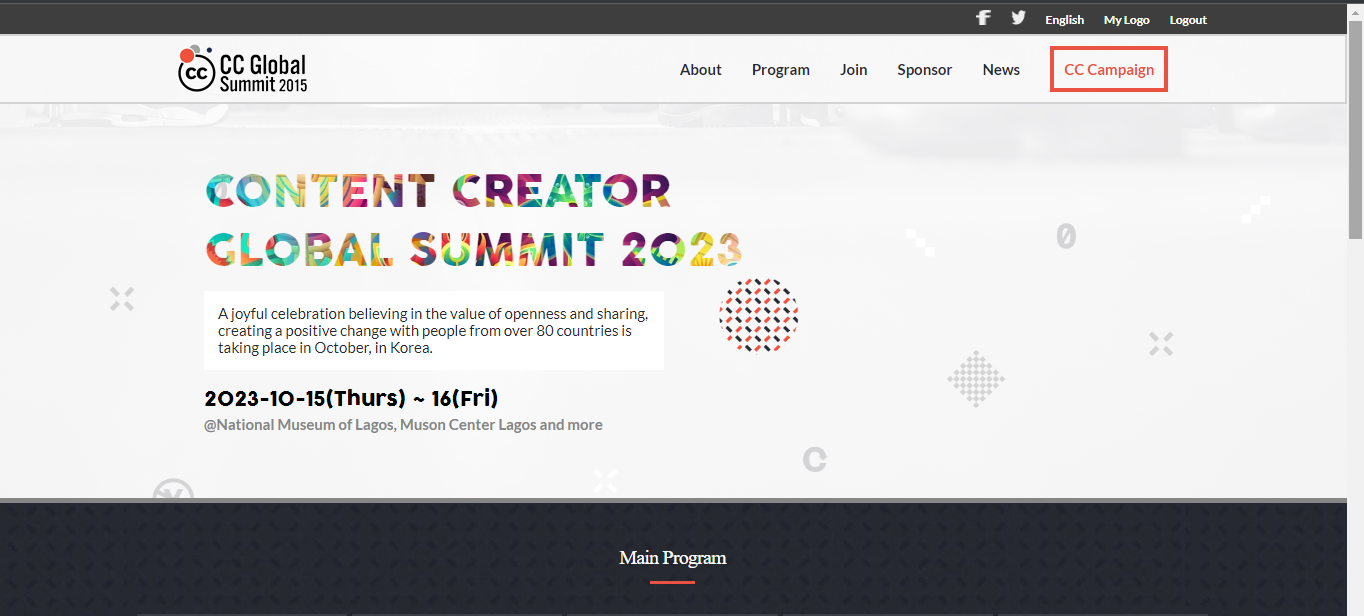 English
My Logo
Logout
cc
CC Global
Summit 2015
About
Program
Join
Sponsor
News
CC Campaign
CONTENT CREATOR
GLOBAL SUMMIT 2023
A joyful celebration believing in the value of openness and sharing,
creating a positive change with people from over 80 countries is
taking place in October, in Korea.
2023-10-15(Thurs) ~ 16(Fri)
@National Museum of Lagos, Muson Center Lagos and more
0
C
Main Program